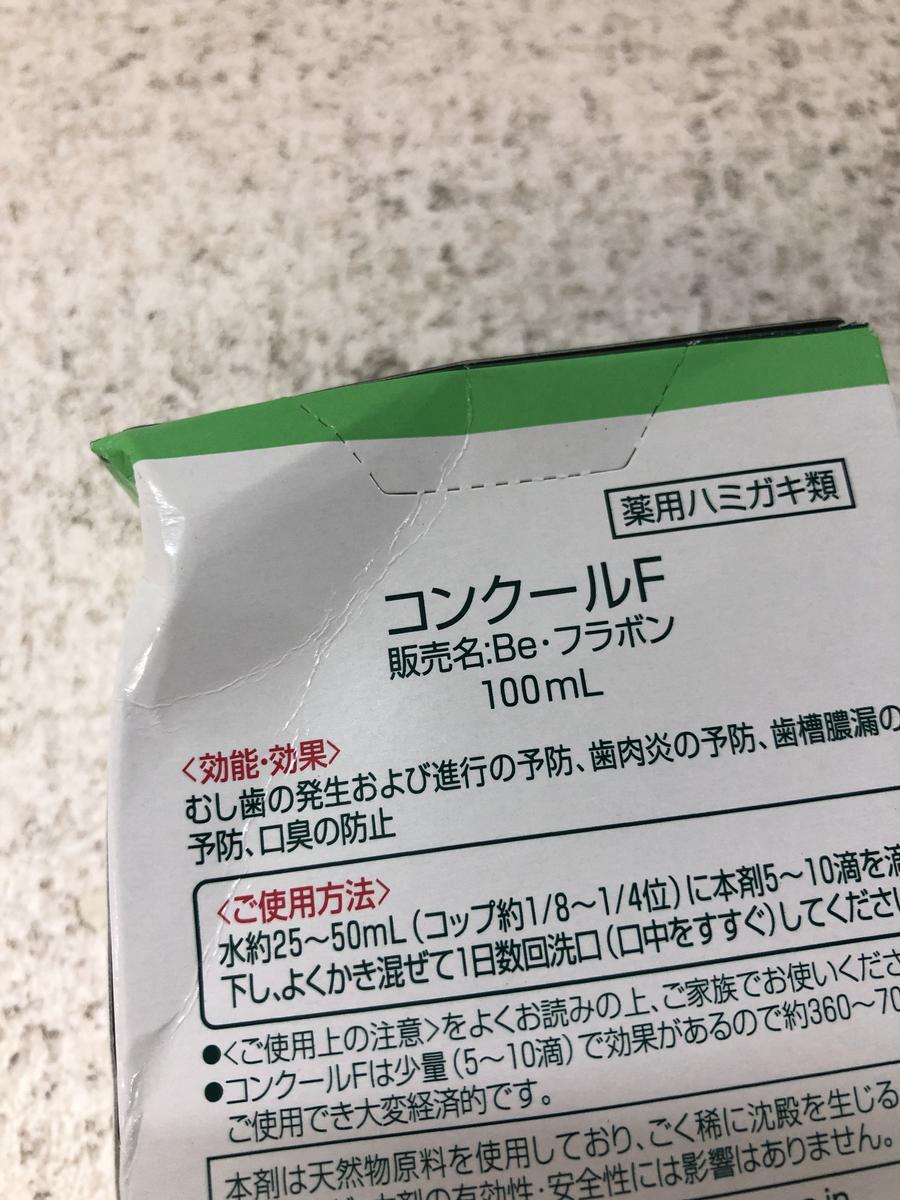 薬用ハミガキ類
コンクールF
販売名:Be・フラボン
100mL
〈効能・効果〉
むし歯の発生および進行の予防、歯肉炎の予防、歯槽膿漏の
予防、口臭の防止
〈ご使用方法〉
水約25～50mL(コップ約1/8～1/4位)に本剤5～10滴を滴
下し、よくかき混ぜて1日数回洗口(口中をすすぐ)してくださ
●〈ご使用上の注意〉をよくお読みの上、ご家族でお使いくださ
●コンクールFは少量(5～10滴)で効果があるので約360～70
ご使用でき大変経済的です。
本剤は天然物原料を使用しており、ごく稀に沈殿を生じる
本剤の有効性・安全性には影響はありません。